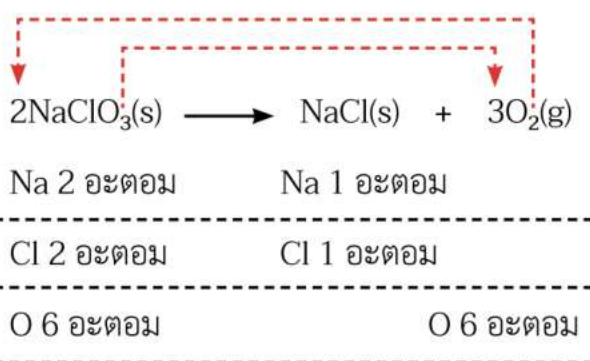 2NaClO₃(s) ⟶ NaCl(s) + 3O₂(g)
Na 2 อะตอม Na 1 อะตอม
Cl 2 อะตอม Cl 1 อะตอม
O 6 อะตอม O 6 อะตอม